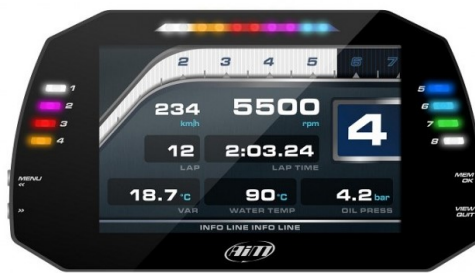 2 3 4 5 6 7
1
2
3
4
5
6
7
8
234 km/h
5500 rpm
4
12 LAP
2:03.24 LAP TIME
18.7 °C VAR
90 °C WATER TEMP
4.2 bar OIL PRESS
INFO LINE INFO LINE
MENU
<<
>>
MEM
OK
VIEW
QUIT
AiM